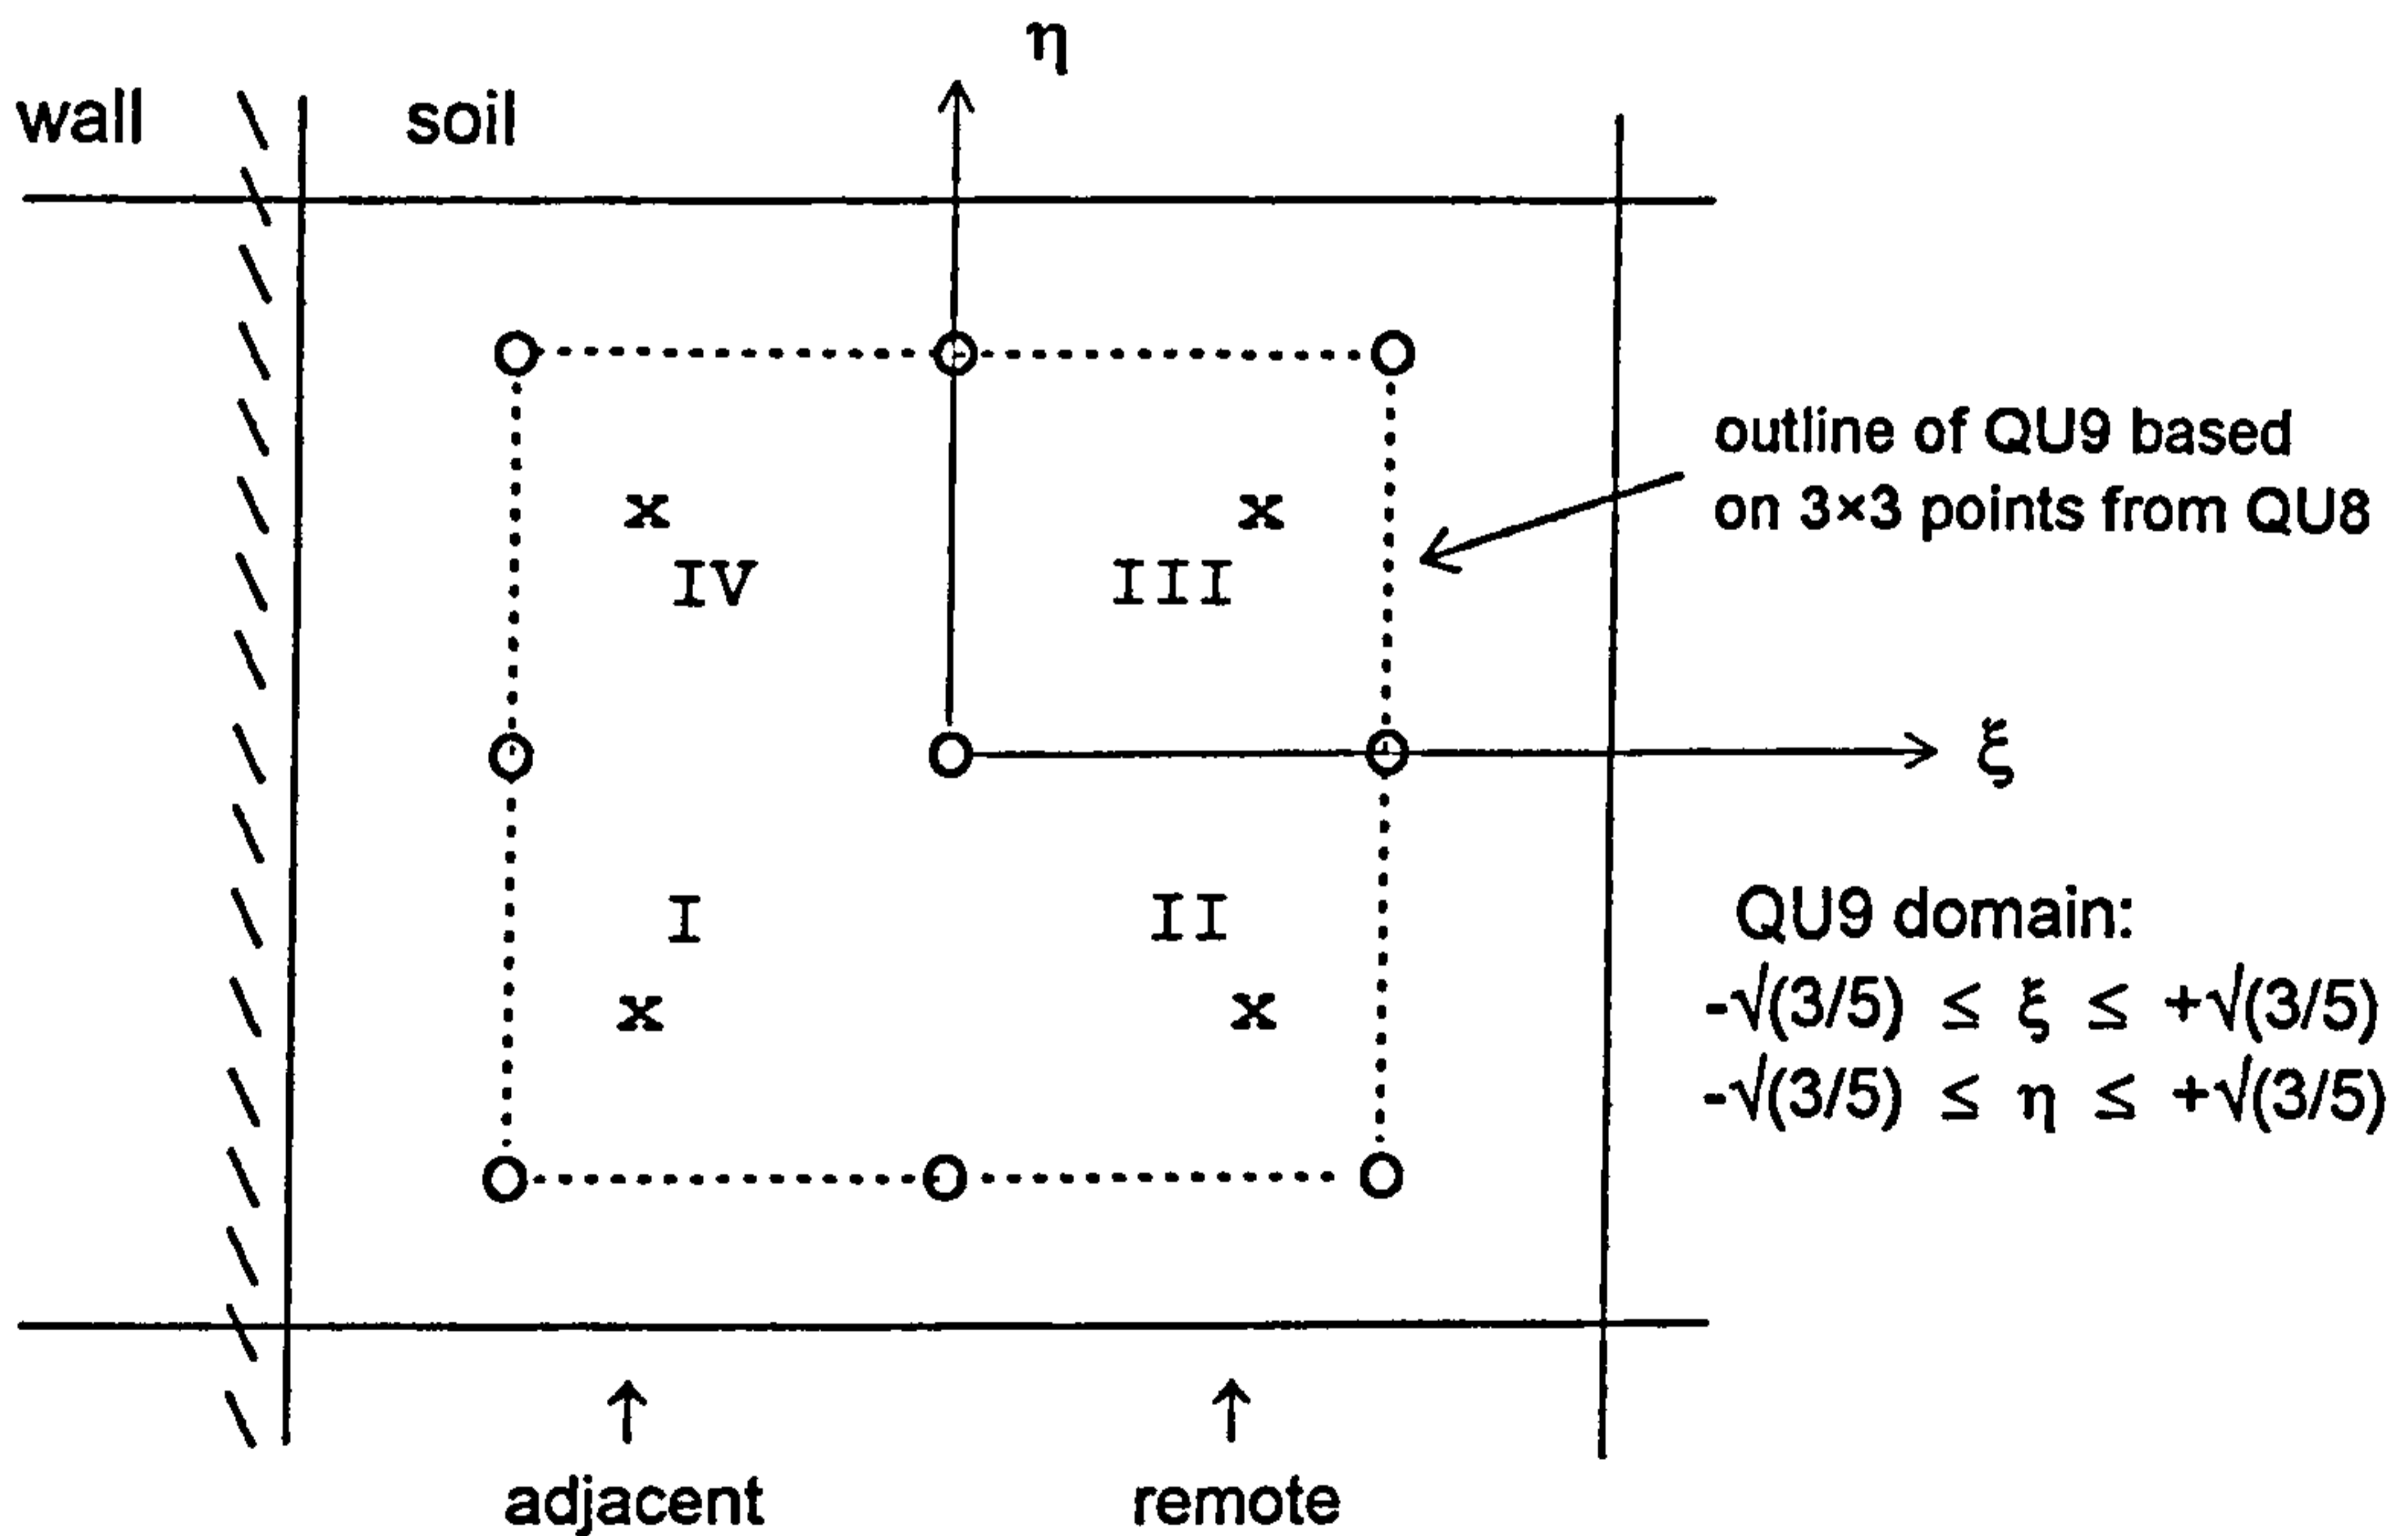 η
wall
soil
outline of QU9 based
on 3×3 points from QU8
x
x
IV
III
ξ
I
II
QU9 domain:
x
x
-√(3/5) ≤ ξ ≤ +√(3/5)
-√(3/5) ≤ η ≤ +√(3/5)
adjacent
remote